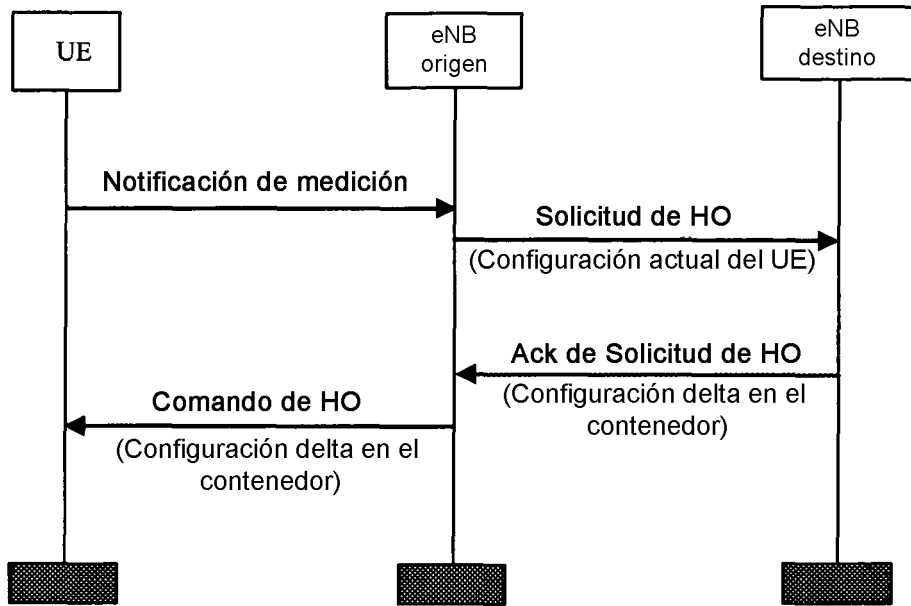 UE
eNB
origen
eNB
destino
Notificación de medición
Solicitud de HO
(Configuración actual del UE)
Ack de Solicitud de HO
(Configuración delta en el
contenedor)
Comando de HO
(Configuración delta en el
contenedor)